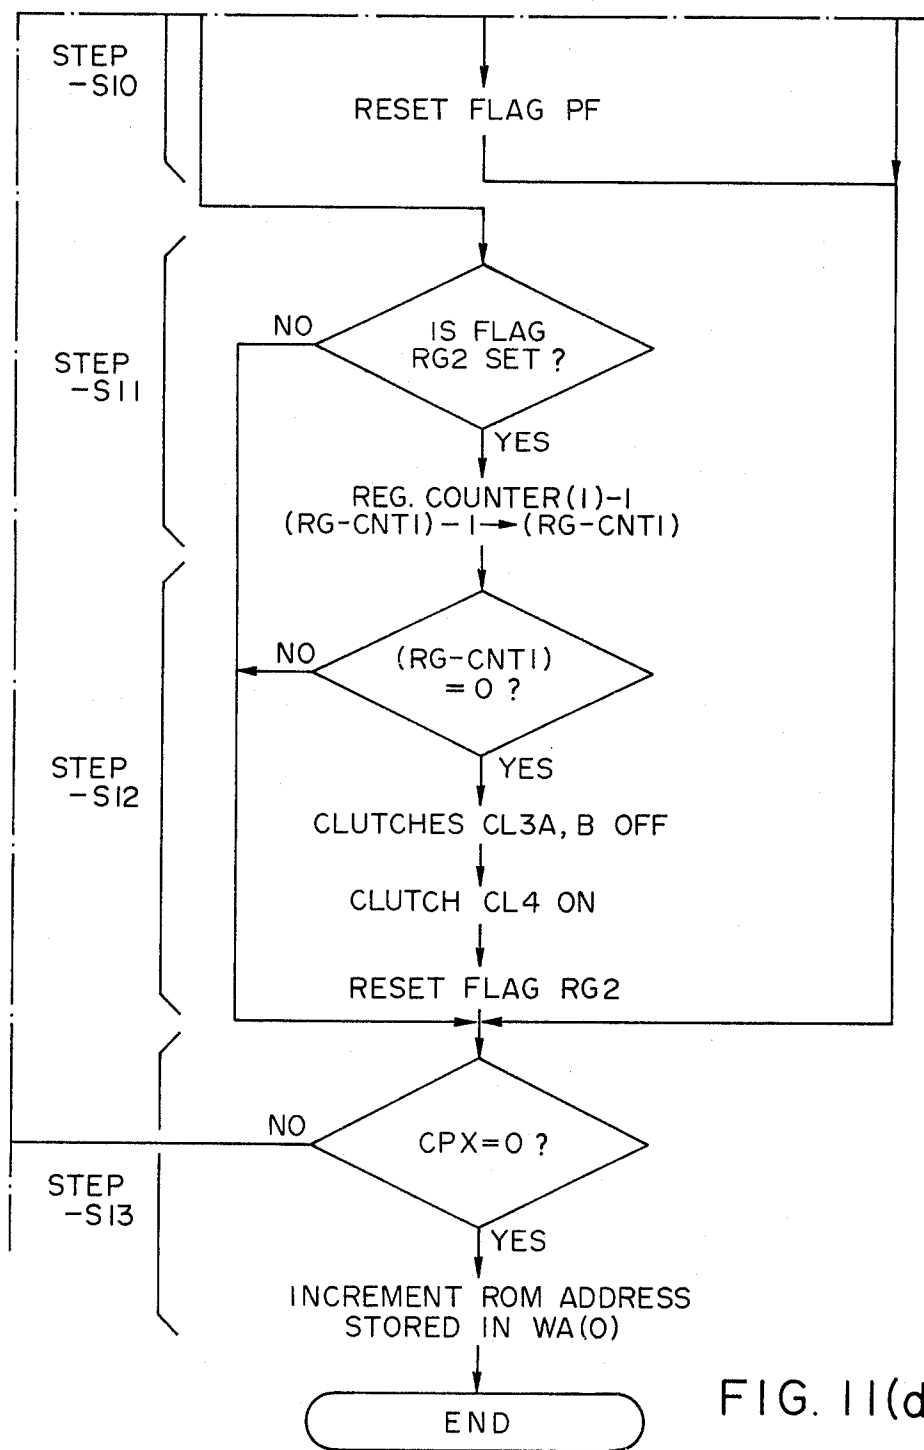 STEP
-S10
RESET FLAG PF
NO
IS FLAG
RG2 SET ?
STEP
-S11
YES
REG. COUNTER(1)-1
(RG-CNT1)-1→(RG-CNT1)
NO
(RG-CNT1)
=0 ?
STEP
-S12
YES
CLUTCHES CL3A, B OFF
CLUTCH CL4 ON
RESET FLAG RG2
NO
CPX=0 ?
STEP
-S13
YES
INCREMENT ROM ADDRESS
STORED IN WA(0)
END
FIG. 11(d